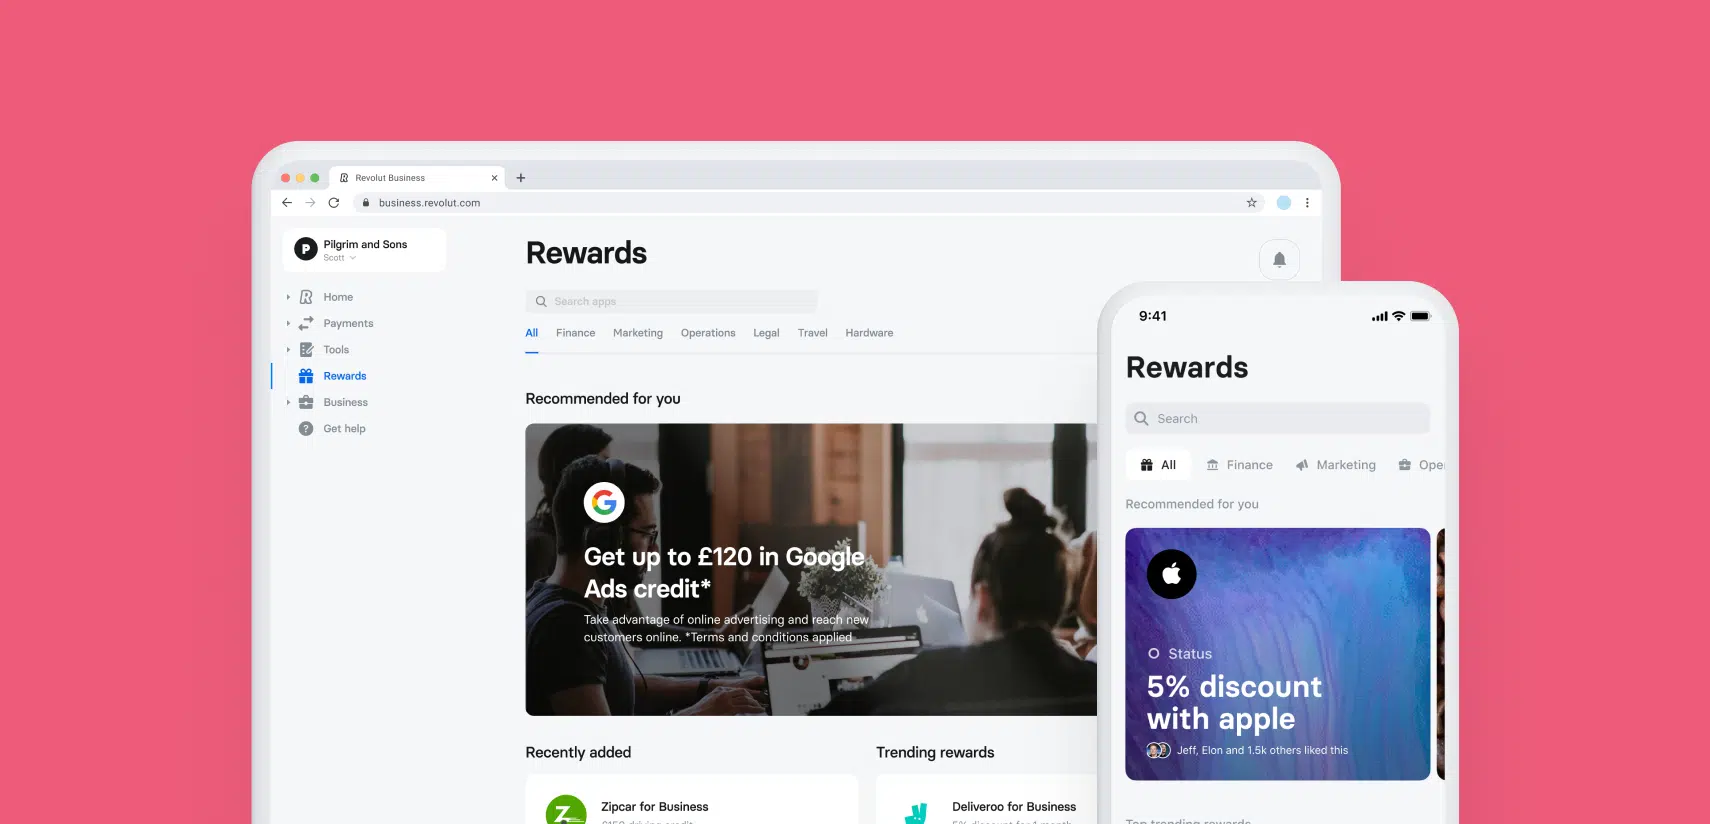 Revolut Business
business.revolut.com
P
Pilgrim and Sons
Scott
Home
Payments
Tools
Rewards
Business
Get help
Rewards
Search apps
All Finance Marketing Operations Legal Travel Hardware
Recommended for you
Get up to £120 in Google
Ads credit*
Take advantage of online advertising and reach new
customers online. *Terms and conditions applied
Recently added
Zipcar for Business
Trending rewards
Deliveroo for Business
9:41
Rewards
Search
All Finance Marketing Oper
Recommended for you
Status
5% discount
with apple
Jeff, Elon and 1.5k others liked this